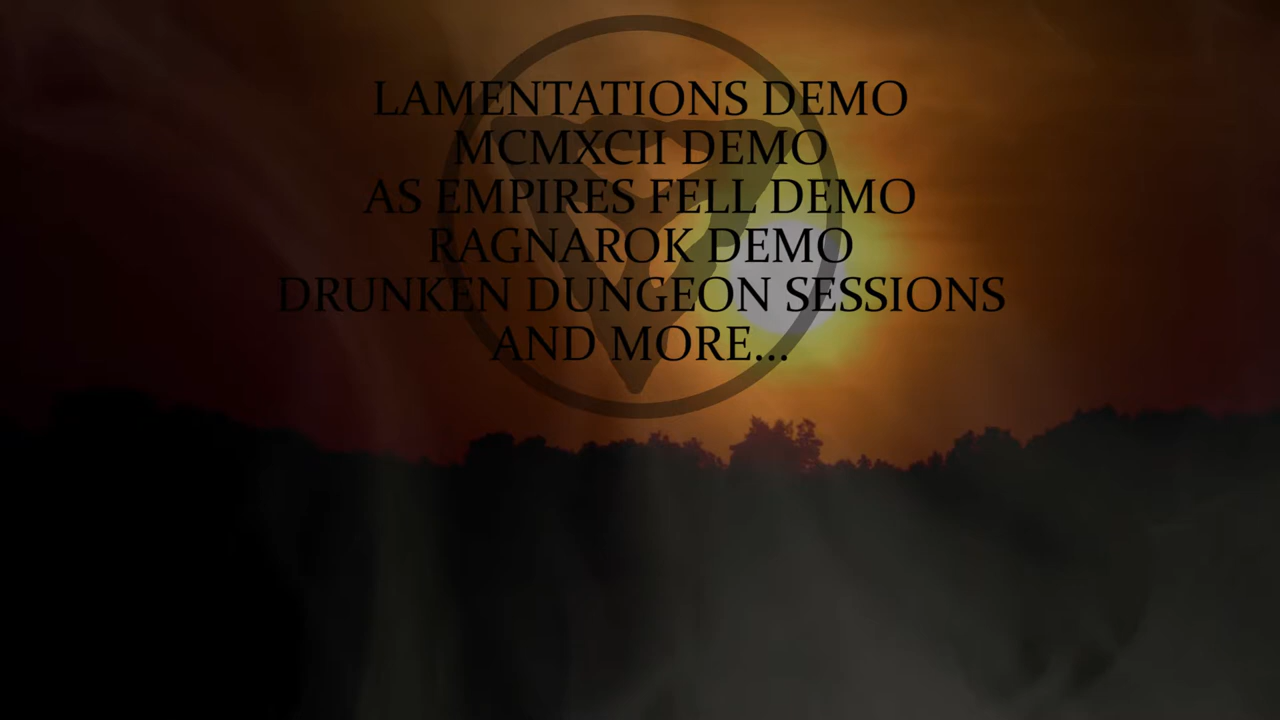 LAMENTATIONS DEMO
MCMXCII DEMO
AS EMPIRES FELL DEMO
RAGNAROK DEMO
DRUNKEN DUNGEON SESSIONS
AND MORE...